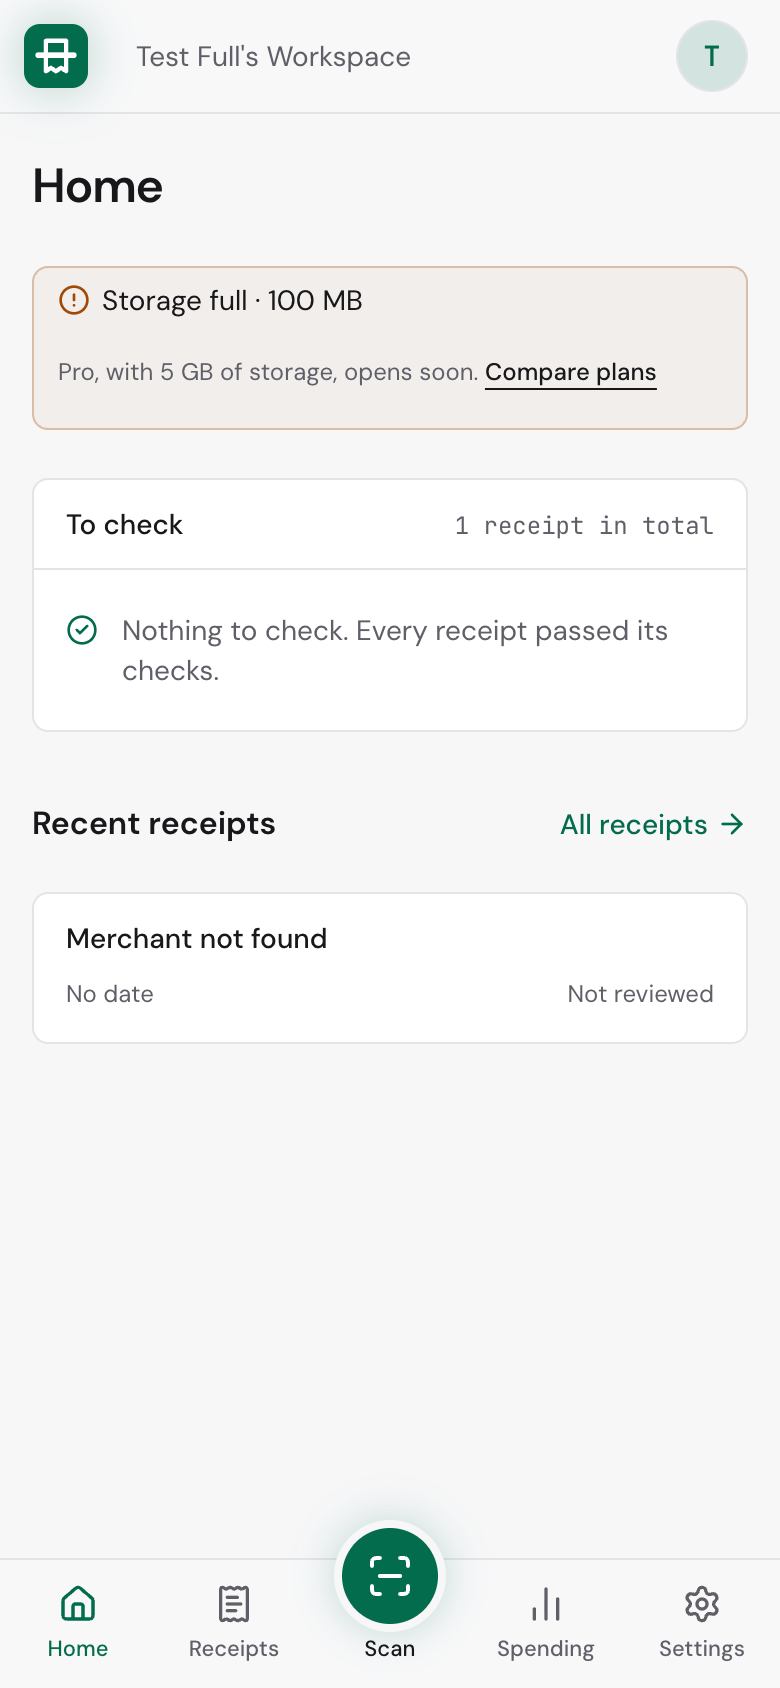 Test Full's Workspace
T
Home
Storage full · 100 MB
Pro, with 5 GB of storage, opens soon. Compare plans
To check
1 receipt in total
Nothing to check. Every receipt passed its
checks.
Recent receipts
All receipts →
Merchant not found
No date
Not reviewed
Home
Receipts
Scan
Spending
Settings